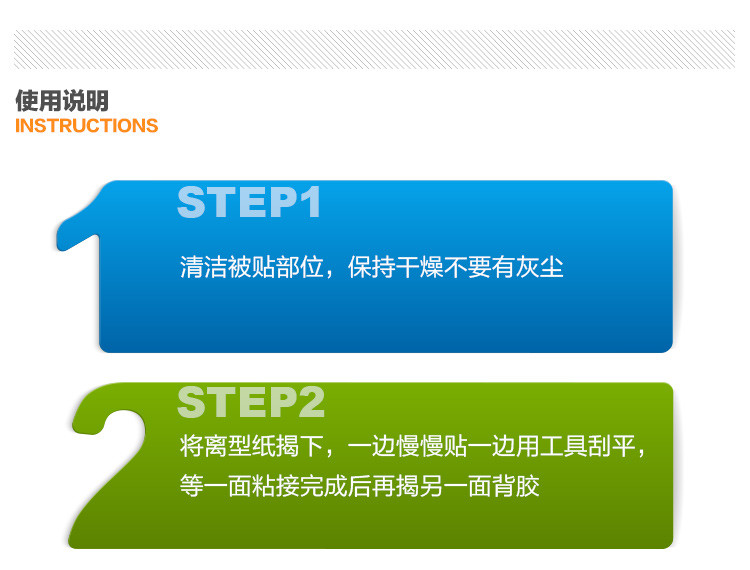 使用说明
INSTRUCTIONS
STEP1
清洁被贴部位，保持干燥不要有灰尘
STEP2
将离型纸揭下，一边慢慢贴一边用工具刮平，
等一面粘接完成后再揭另一面背胶